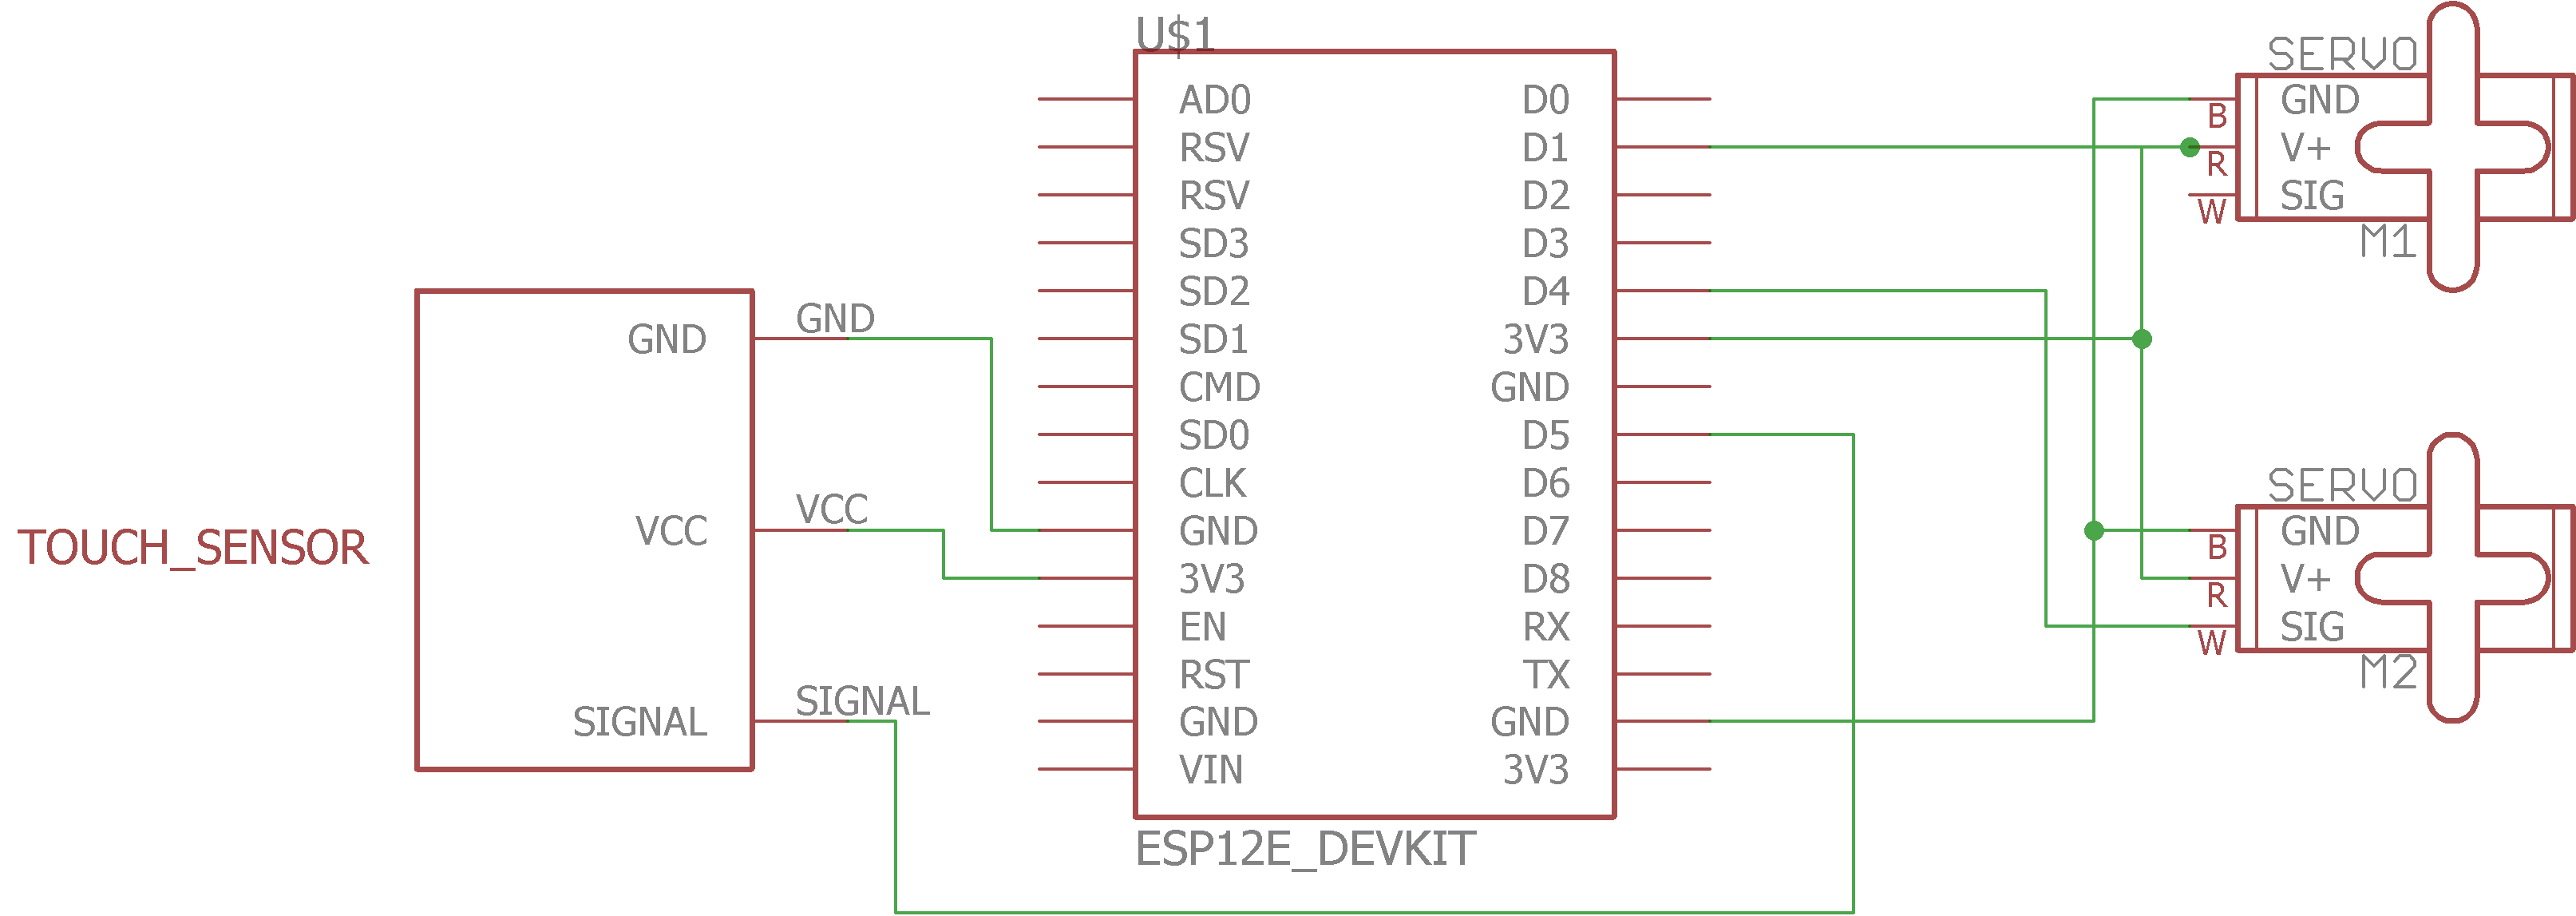 U$1
AD0
RSV
RSV
SD3
SD2
SD1
CMD
SD0
CLK
GND
3V3
EN
RST
GND
VIN
D0
D1
D2
D3
D4
3V3
GND
D5
D6
D7
D8
RX
TX
GND
3V3
ESP12E_DEVKIT
TOUCH_SENSOR
GND
VCC
SIGNAL
GND
VCC
SIGNAL
SERVO
GND
V+
SIG
B
R
W
M1
SERVO
GND
V+
SIG
B
R
W
M2